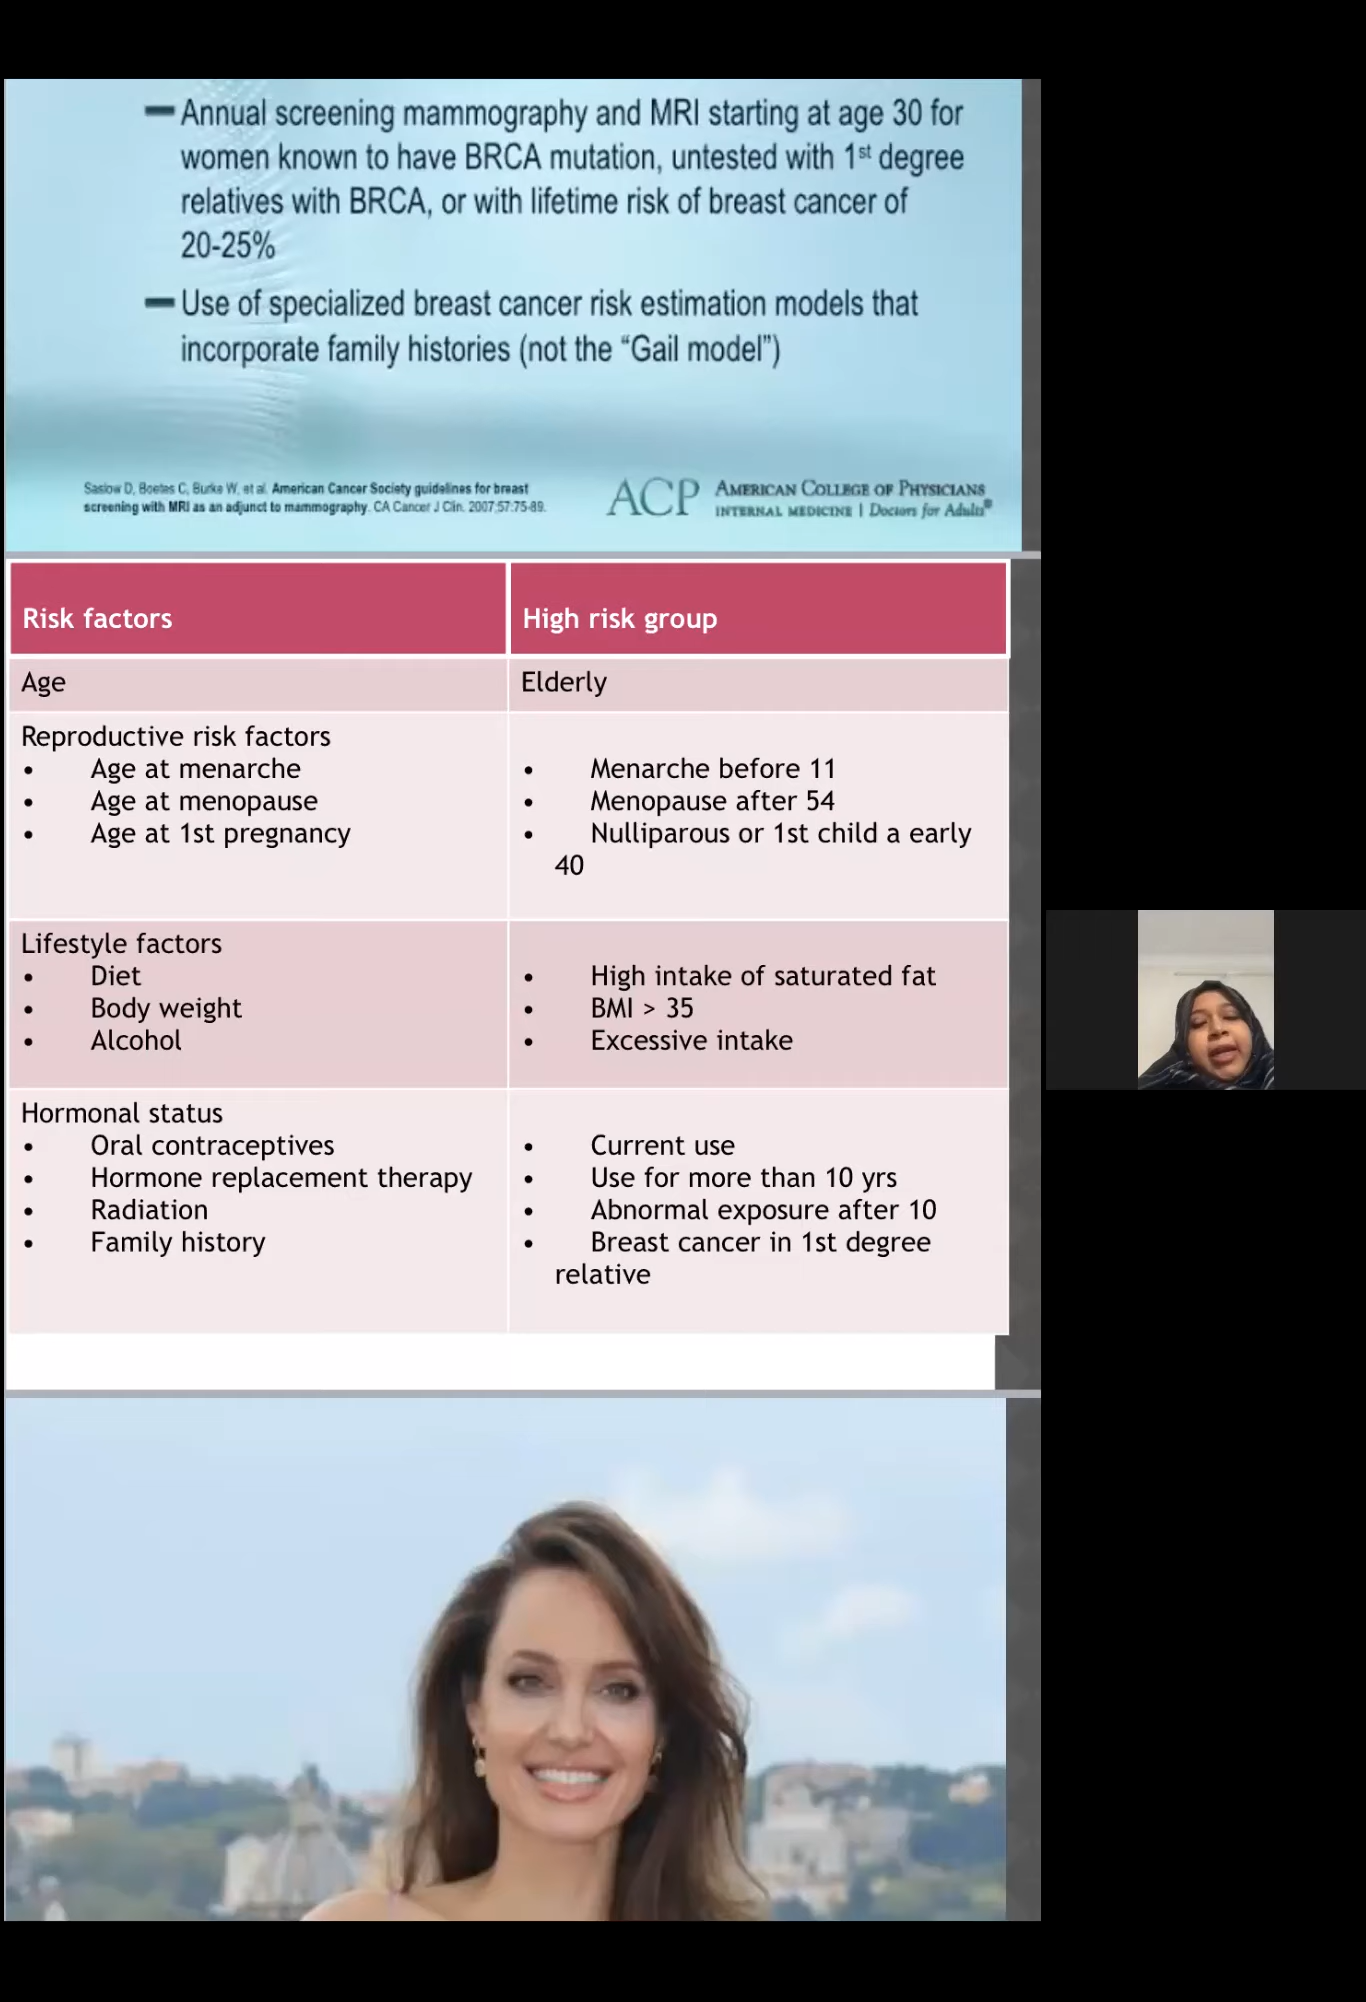 — Annual screening mammography and MRI starting at age 30 for
women known to have BRCA mutation, untested with 1st degree
relatives with BRCA, or with lifetime risk of breast cancer of
20-25%
— Use of specialized breast cancer risk estimation models that
incorporate family histories (not the “Gail model”)
Saslow D, Boetes C, Burke W, et al. American Cancer Society guidelines for breast
screening with MRI as an adjunct to mammography. CA Cancer J Clin. 2007;57:75-89.
ACP AMERICAN COLLEGE OF PHYSICIANS
INTERNAL MEDICINE | Doctors for Adults®
Risk factors
High risk group
Age
Elderly
Reproductive risk factors
• Age at menarche
• Age at menopause
• Age at 1st pregnancy
• Menarche before 11
• Menopause after 54
• Nulliparous or 1st child a early
40
Lifestyle factors
• Diet
• Body weight
• Alcohol
• High intake of saturated fat
• BMI > 35
• Excessive intake
Hormonal status
• Oral contraceptives
• Hormone replacement therapy
• Radiation
• Family history
• Current use
• Use for more than 10 yrs
• Abnormal exposure after 10
• Breast cancer in 1st degree
relative